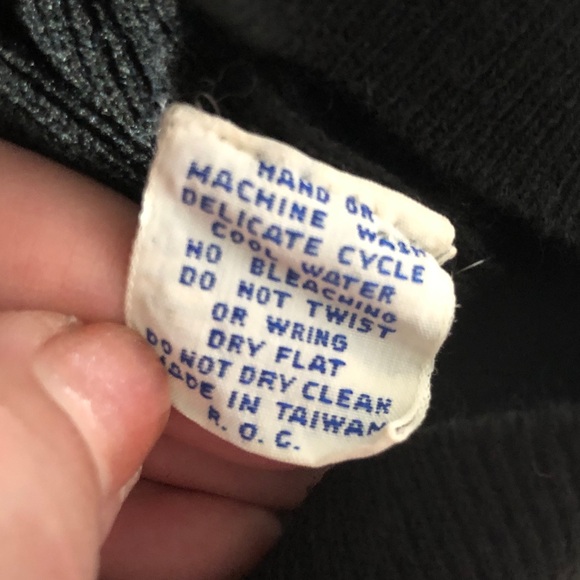 HAND OR
MACHINE WASH
DELICATE CYCLE
COOL WATER
NO BLEACHING
DO NOT TWIST
OR WRING
DRY FLAT
DO NOT DRY CLEAN
MADE IN TAIWAN
R. O. C.